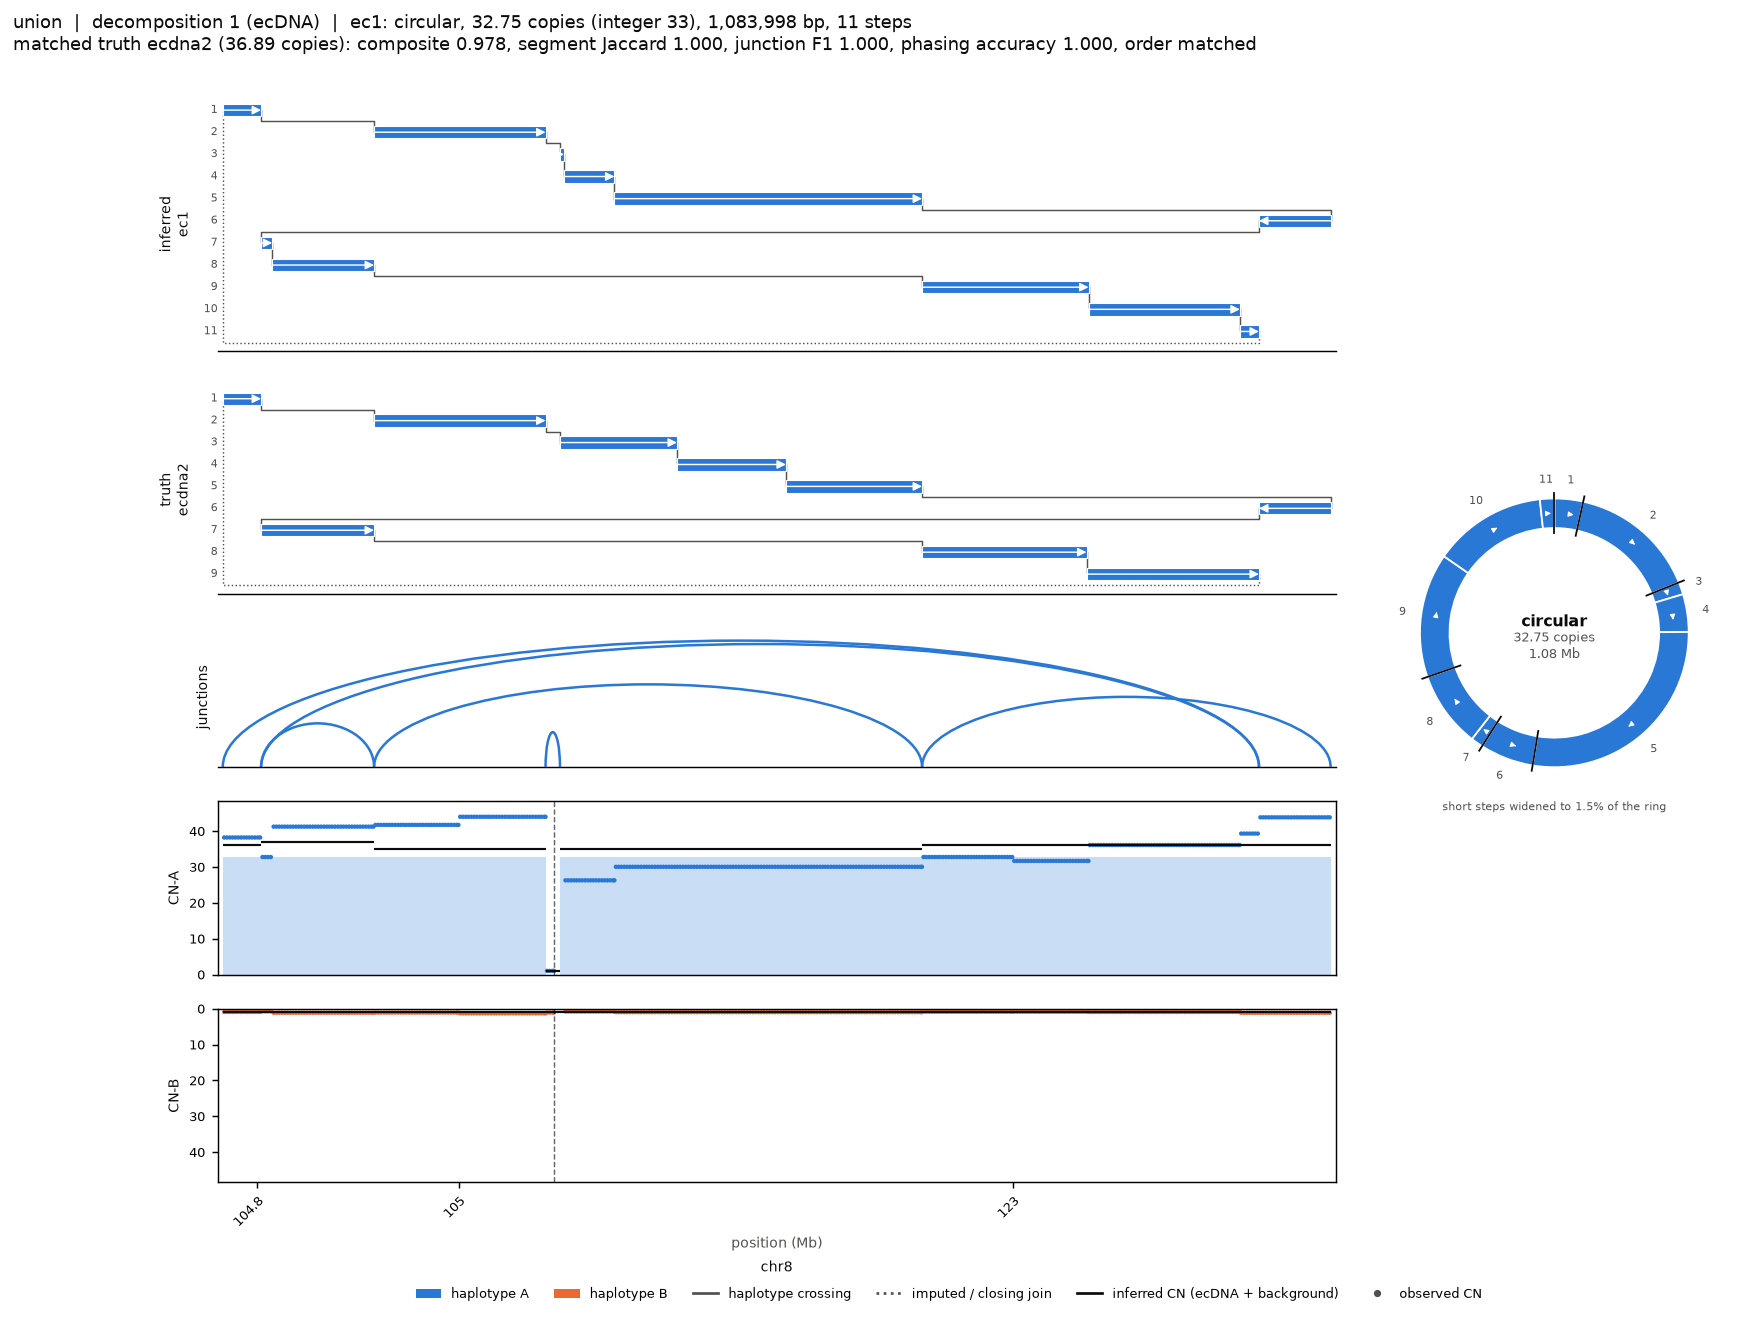 union  |  decomposition 1 (ecDNA)  |  ec1: circular, 32.75 copies (integer 33), 1,083,998 bp, 11 steps
matched truth ecdna2 (36.89 copies): composite 0.978, segment Jaccard 1.000, junction F1 1.000, phasing accuracy 1.000, order matched
inferred
ec1
1
2
3
4
5
6
7
8
9
10
11
truth
ecdna2
1
2
3
4
5
6
7
8
9
junctions
11
1
2
3
4
5
6
7
8
9
10
circular
32.75 copies
1.08 Mb
short steps widened to 1.5% of the ring
CN-A
40
30
20
10
0
CN-B
0
10
20
30
40
104.8
105
123
position (Mb)
chr8
haplotype A
haplotype B
haplotype crossing
imputed / closing join
inferred CN (ecDNA + background)
observed CN